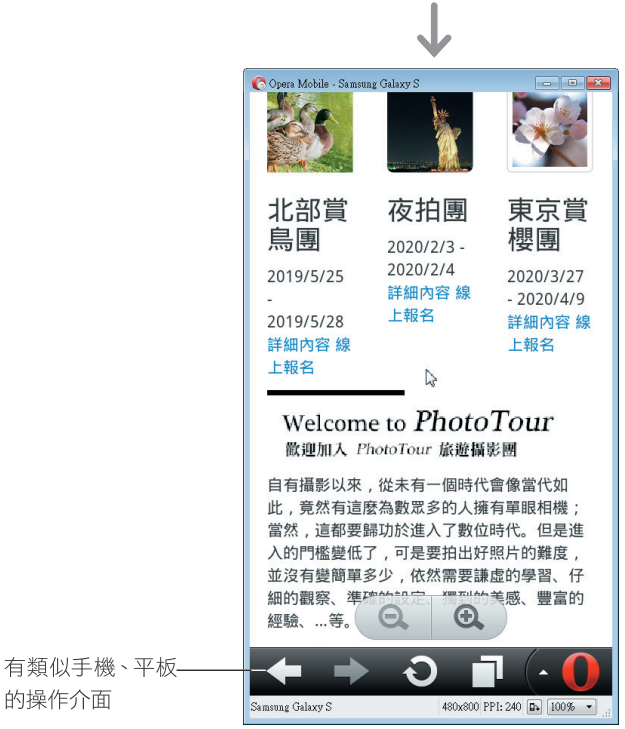 Opera Mobile - Samsung Galaxy S
北部賞
鳥團
2019/5/25
-
2019/5/28
詳細內容 線
上報名
夜拍團
2020/2/3 -
2020/2/4
詳細內容 線
上報名
東京賞
櫻團
2020/3/27
- 2020/4/9
詳細內容 線
上報名
Welcome to PhotoTour
歡迎加入 PhotoTour 旅遊攝影團
自有攝影以來，從未有一個時代會像當代如
此，竟然有這麼為數眾多的人擁有單眼相機；
當然，這都要歸功於進入了數位時代。但是進
入的門檻變低了，可是要拍出好照片的難度，
並沒有變簡單多少，依然需要謙虛的學習、仔
細的觀察、準確的設定、獨到的美感、豐富的
經驗、...等。
有類似手機、平板
的操作介面
Samsung Galaxy S 480x800 PPI: 240 100%